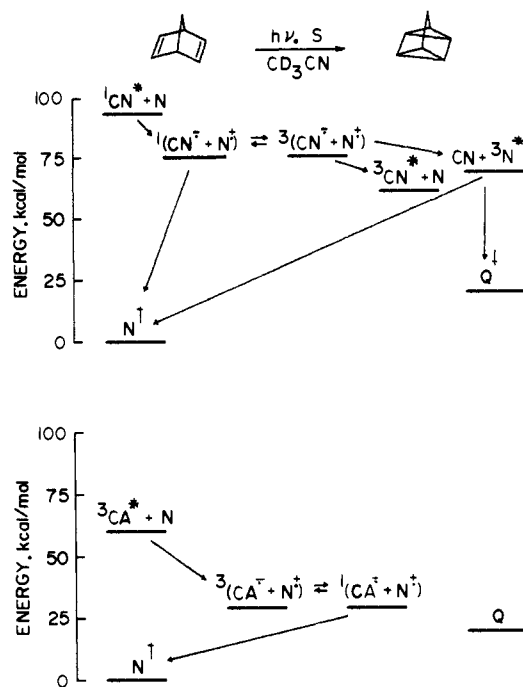 hν, S
CD₃CN
ENERGY, kcal/mol
100
75
50
25
0
¹CN* + N
¹(CN⁻• + N⁺•) ⇌ ³(CN⁻• + N⁺•)
³CN* + N
CN + ³N*
N↑
Q↓
ENERGY, kcal/mol
100
75
50
25
0
³CA* + N
³(CA⁻• + N⁺•) ⇌ ¹(CA⁻• + N⁺•)
N↑
Q